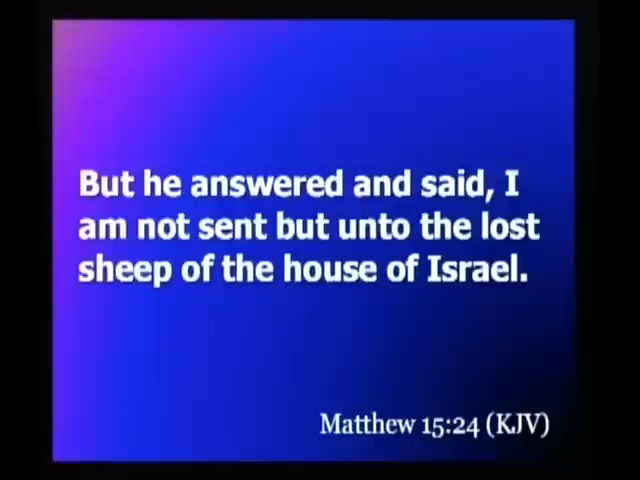 But he answered and said, I
am not sent but unto the lost
sheep of the house of Israel.
Matthew 15:24 (KJV)